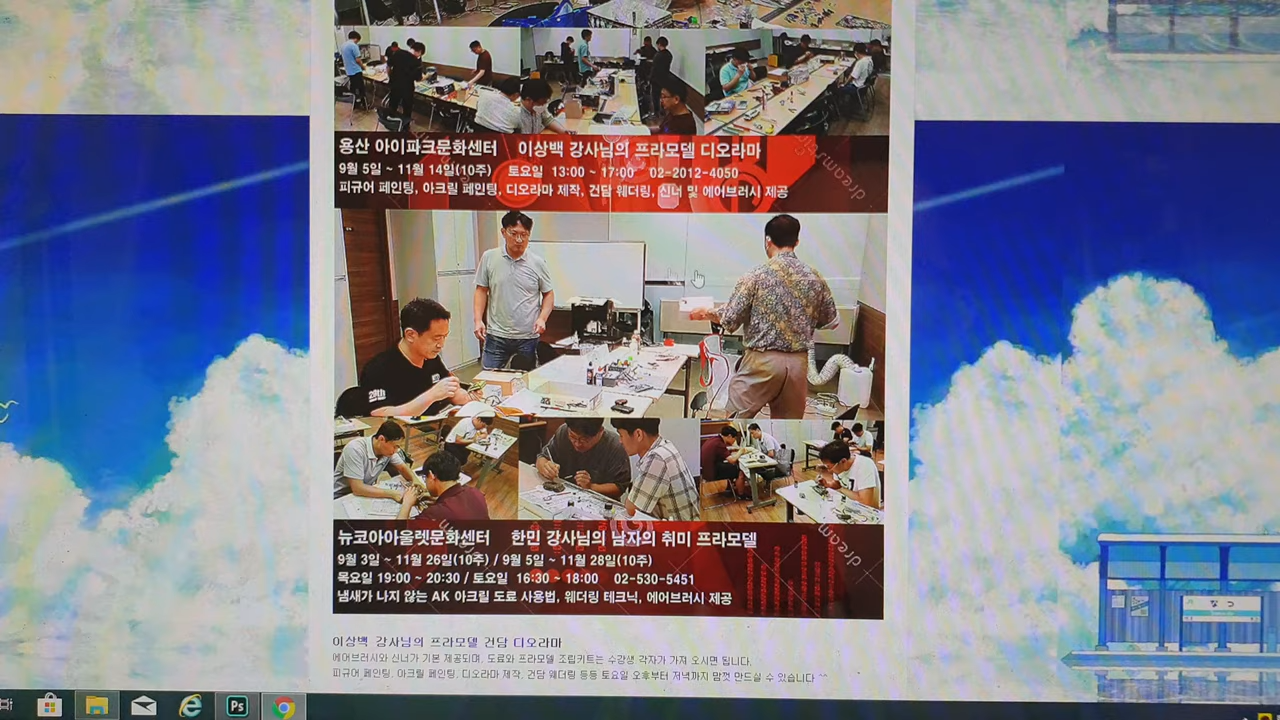 용산 아이파크문화센터 이상백 강사님의 프라모델 디오라마
9월 5일 ~ 11월 14일(10주) 토요일 13:00 ~ 17:00 02-2012-4050
피규어 페인팅, 아크릴 페인팅, 디오라마 제작, 건담 웨더링, 신너 및 에어브러시 제공
뉴코아아울렛문화센터 한민 강사님의 남자의 취미 프라모델
9월 3일 ~ 11월 26일(10주) / 9월 5일 ~ 11월 28일(10주)
목요일 19:00 ~ 20:30 / 토요일 16:30 ~ 18:00 02-530-5451
냄새가 나지 않는 AK 아크릴 도료 사용법, 웨더링 테크닉, 에어브러시 제공
이상백 강사님의 프라모델 건담 디오라마
에어브러시와 신너가 기본 제공되며, 도료와 프라모델 조립키트는 수강생 각자가 가져 오시면 됩니다.
피규어 페인팅, 아크릴 페인팅, 디오라마 제작, 건담 웨더링 등등 토요일 오후부터 저녁까지 맘껏 만드실 수 있습니다 ^^
なつ
Ps